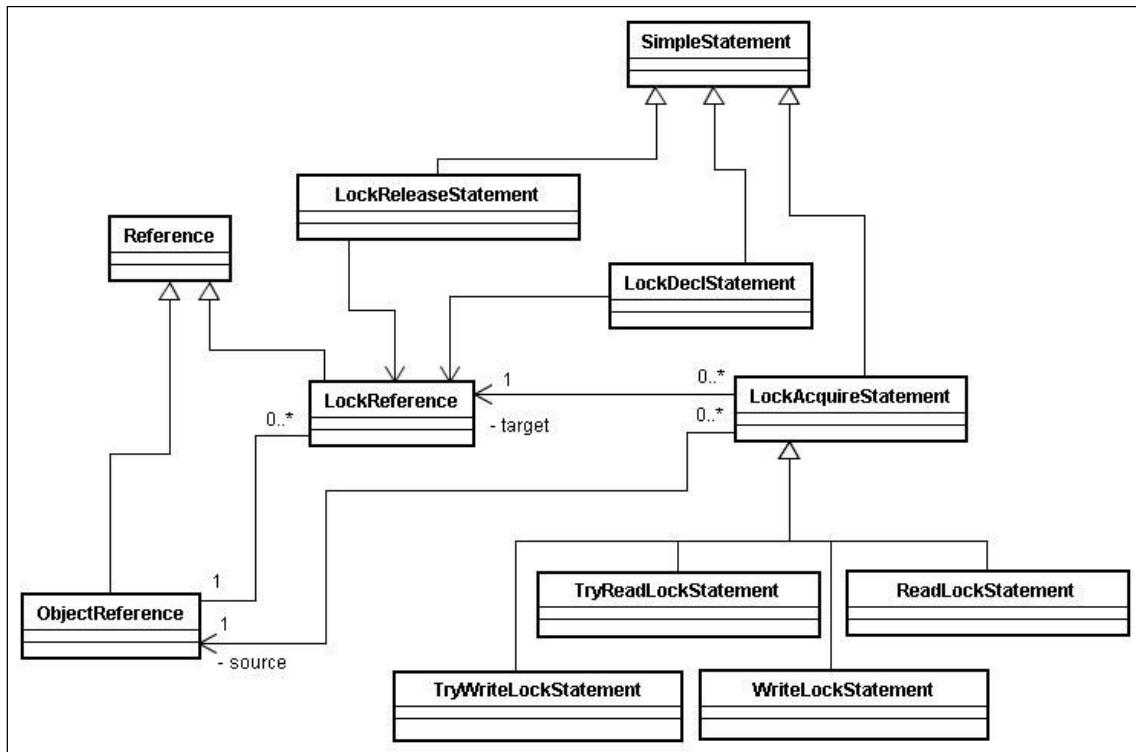 SimpleStatement
LockReleaseStatement
Reference
LockDeclStatement
1
0..*
LockReference
LockAcquireStatement
0..*
0..*
- target
1
TryReadLockStatement
ReadLockStatement
ObjectReference
1
- source
TryWriteLockStatement
WriteLockStatement